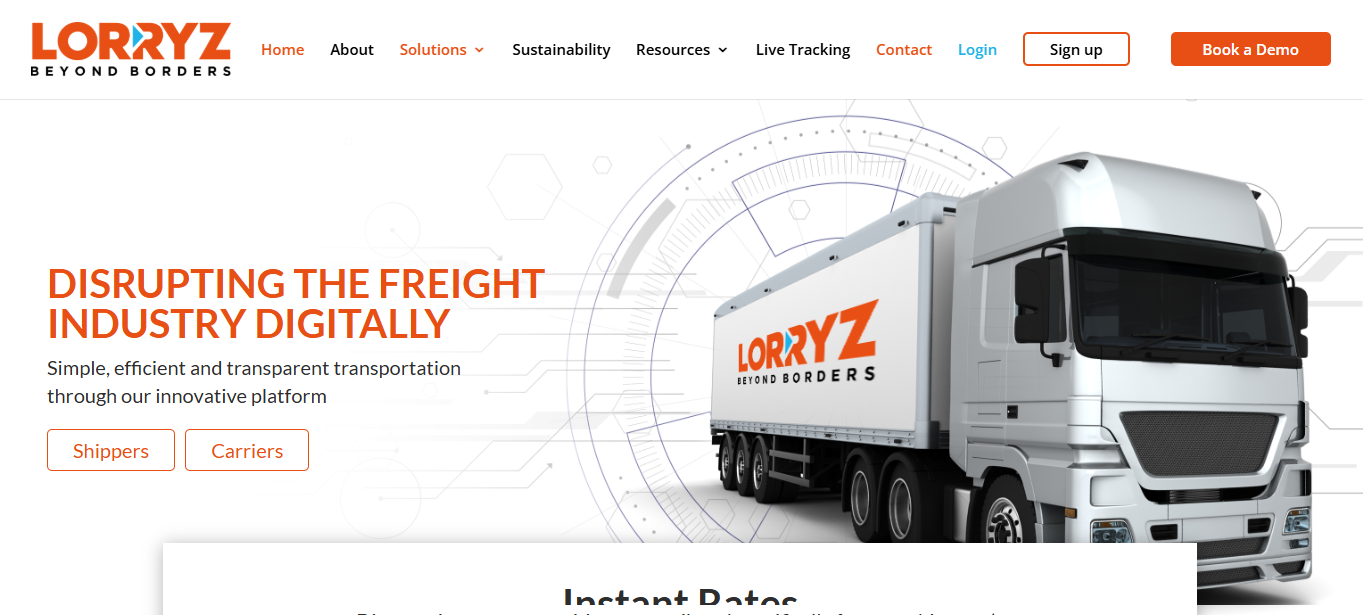 LORRYZ
BEYOND BORDERS
Home About Solutions Sustainability Resources Live Tracking Contact Login Sign up Book a Demo
DISRUPTING THE FREIGHT
INDUSTRY DIGITALLY
Simple, efficient and transparent transportation
through our innovative platform
Shippers Carriers
LORRYZ
BEYOND BORDERS
Instant Rates